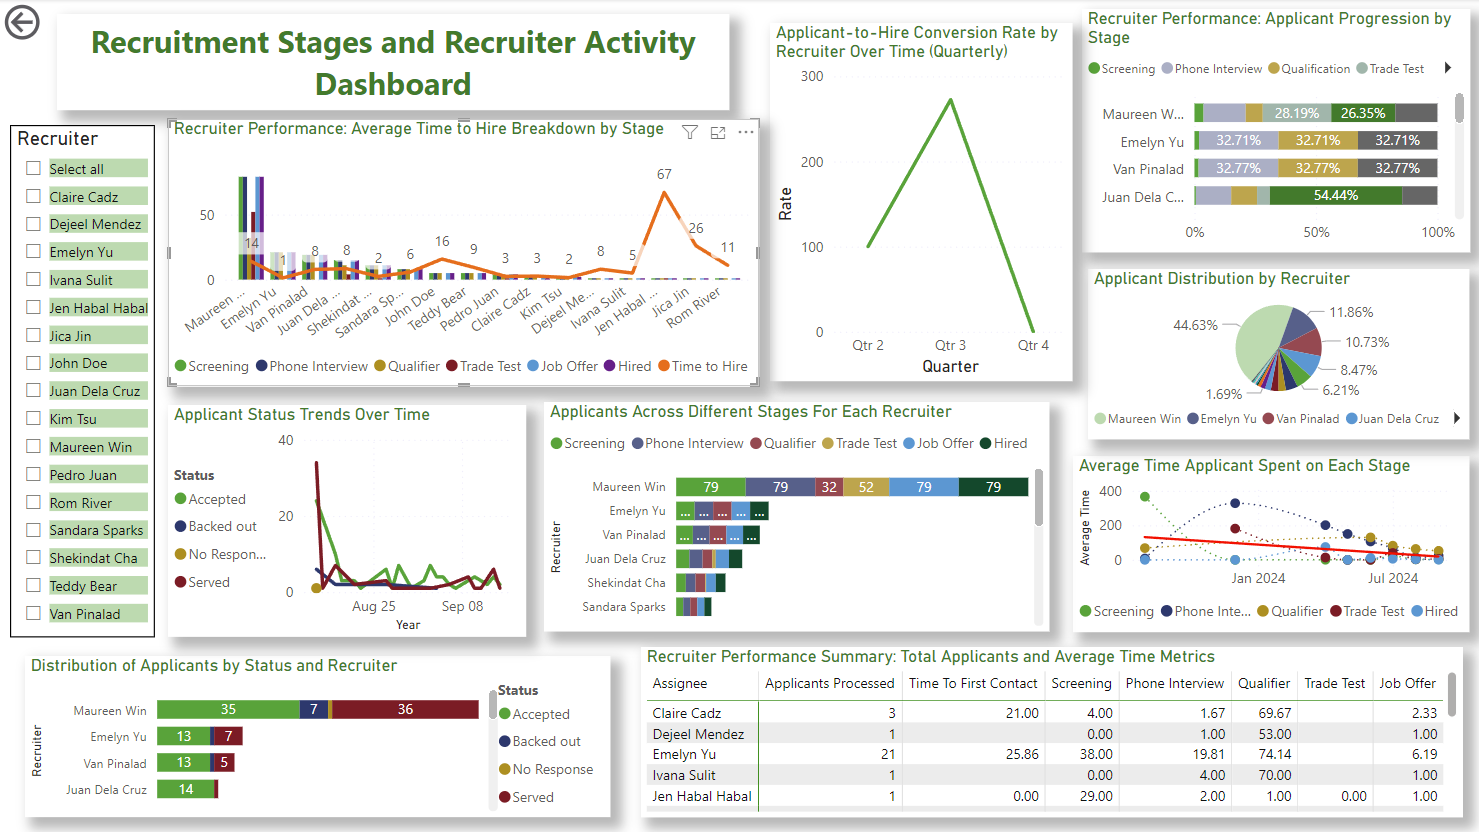 Recruitment Stages and Recruiter Activity
Dashboard
Recruiter
Select all
Claire Cadz
Dejeel Mendez
Emelyn Yu
Ivana Sulit
Jen Habal Habal
Jica Jin
John Doe
Juan Dela Cruz
Kim Tsu
Maureen Win
Pedro Juan
Rom River
Sandara Sparks
Shekindat Cha
Teddy Bear
Van Pinalad
Recruiter Performance: Average Time to Hire Breakdown by Stage
50
0
14
1
8
8
2
6
16
9
3
3
2
8
5
67
26
11
Maureen ...
Emelyn Yu
Van Pinalad
Juan Dela ...
Shekindat ...
Sandara Sp...
John Doe
Teddy Bear
Pedro Juan
Claire Cadz
Kim Tsu
Dejeel Me...
Ivana Sulit
Jen Habal ...
Jica Jin
Rom River
Screening Phone Interview Qualifier Trade Test Job Offer Hired Time to Hire
Applicant-to-Hire Conversion Rate by
Recruiter Over Time (Quarterly)
300
200
100
0
Rate
Qtr 2 Qtr 3 Qtr 4
Quarter
Recruiter Performance: Applicant Progression by
Stage
Screening Phone Interview Qualification Trade Test
Maureen W... 28.19% 26.35%
Emelyn Yu 32.71% 32.71% 32.71%
Van Pinalad 32.77% 32.77% 32.77%
Juan Dela C... 54.44%
0% 50% 100%
Applicant Distribution by Recruiter
44.63%
11.86%
10.73%
8.47%
6.21%
1.69%
Maureen Win Emelyn Yu Van Pinalad Juan Dela Cruz
Applicant Status Trends Over Time
Status
Accepted
Backed out
No Respon...
Served
40
20
0
Aug 25 Sep 08
Year
Applicants Across Different Stages For Each Recruiter
Screening Phone Interview Qualifier Trade Test Job Offer Hired
Recruiter
Maureen Win 79 79 32 52 79 79
Emelyn Yu ... ... ... ... ...
Van Pinalad ... ... ... ... ...
Juan Dela Cruz
Shekindat Cha
Sandara Sparks
Average Time Applicant Spent on Each Stage
Average Time
400
200
0
Jan 2024 Jul 2024
Screening Phone Inte... Qualifier Trade Test Hired
Distribution of Applicants by Status and Recruiter
Recruiter
Maureen Win 35 7 36
Emelyn Yu 13 7
Van Pinalad 13 5
Juan Dela Cruz 14
Status
Accepted
Backed out
No Response
Served
Recruiter Performance Summary: Total Applicants and Average Time Metrics
Assignee Applicants Processed Time To First Contact Screening Phone Interview Qualifier Trade Test Job Offer
Claire Cadz 3 21.00 4.00 1.67 69.67 2.33
Dejeel Mendez 1 0.00 1.00 53.00 1.00
Emelyn Yu 21 25.86 38.00 19.81 74.14 6.19
Ivana Sulit 1 0.00 4.00 70.00 1.00
Jen Habal Habal 1 0.00 29.00 2.00 1.00 0.00 1.00